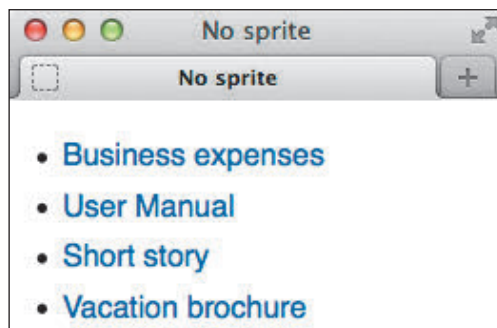 No sprite
No sprite
Business expenses
User Manual
Short story
Vacation brochure